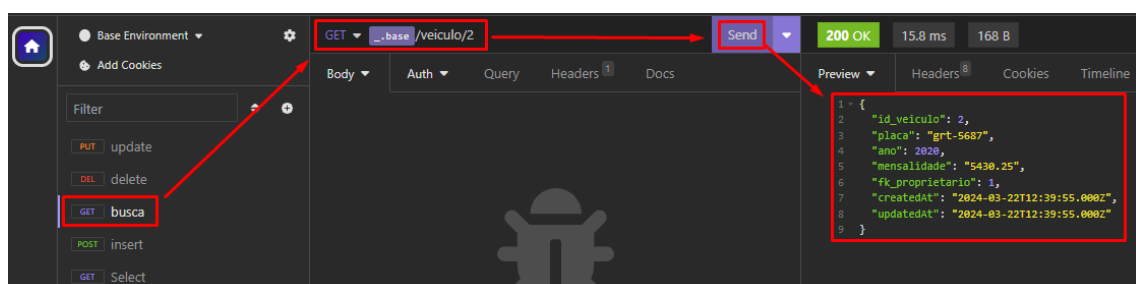 Base Environment
Add Cookies
Filter
PUT update
DEL delete
GET busca
POST insert
GET Select
GET _.base /veiculo/2 Send
Body Auth Query Headers 1 Docs
200 OK 15.8 ms 168 B
Preview Headers 8 Cookies Timeline
1 {
2 "id_veiculo": 2,
3 "placa": "grt-5687",
4 "ano": 2020,
5 "mensalidade": "5430.25",
6 "fk_proprietario": 1,
7 "createdAt": "2024-03-22T12:39:55.000Z",
8 "updatedAt": "2024-03-22T12:39:55.000Z"
9 }